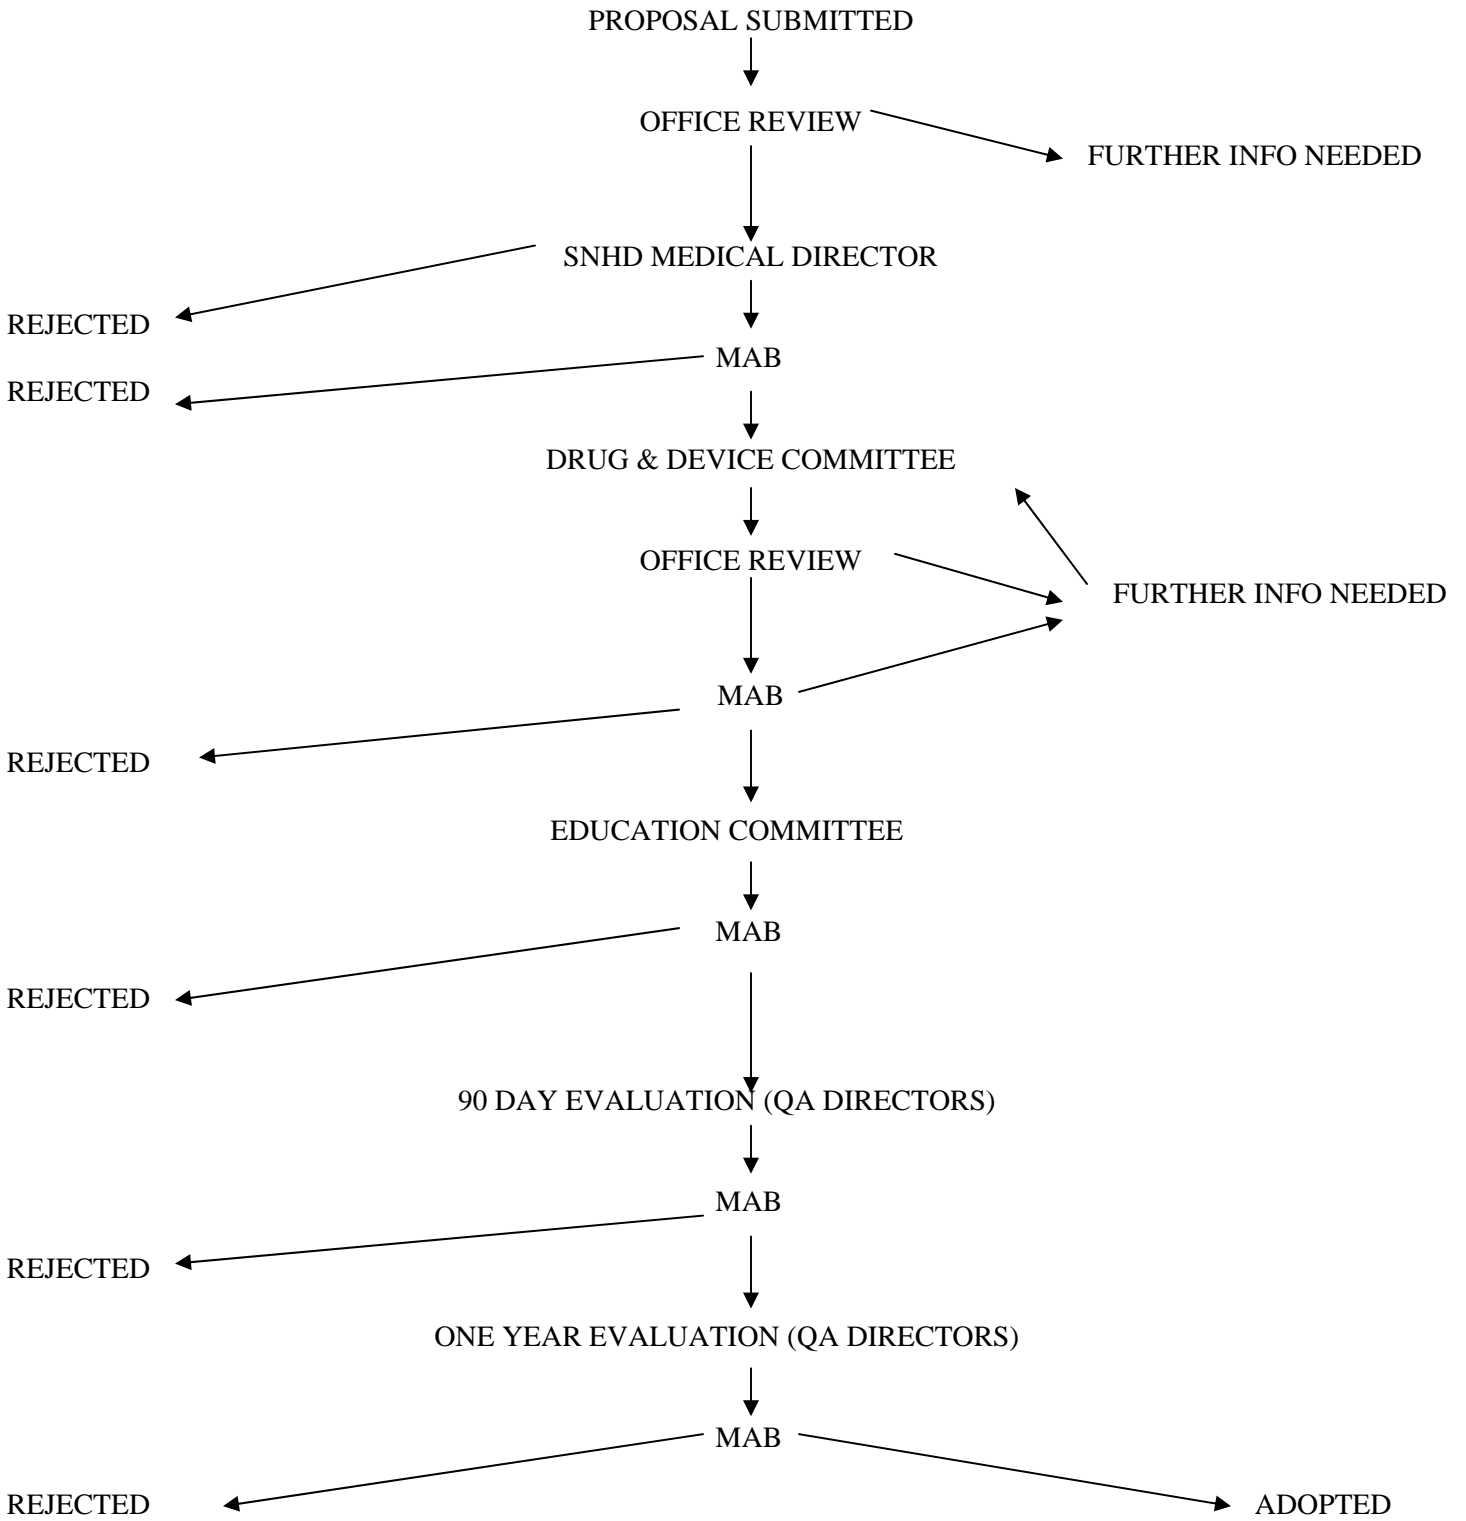 PROPOSAL SUBMITTED
OFFICE REVIEW
FURTHER INFO NEEDED
SNHD MEDICAL DIRECTOR
REJECTED
MAB
REJECTED
DRUG & DEVICE COMMITTEE
OFFICE REVIEW
FURTHER INFO NEEDED
MAB
REJECTED
EDUCATION COMMITTEE
MAB
REJECTED
90 DAY EVALUATION (QA DIRECTORS)
MAB
REJECTED
ONE YEAR EVALUATION (QA DIRECTORS)
MAB
REJECTED
ADOPTED